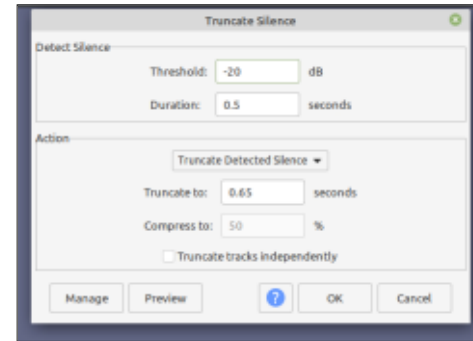 Truncate Silence
Detect Silence
Threshold: -20 dB
Duration: 0.5 seconds
Action
Truncate Detected Silence
Truncate to: 0.65 seconds
Compress to: 50 %
Truncate tracks independently
Manage Preview ? OK Cancel